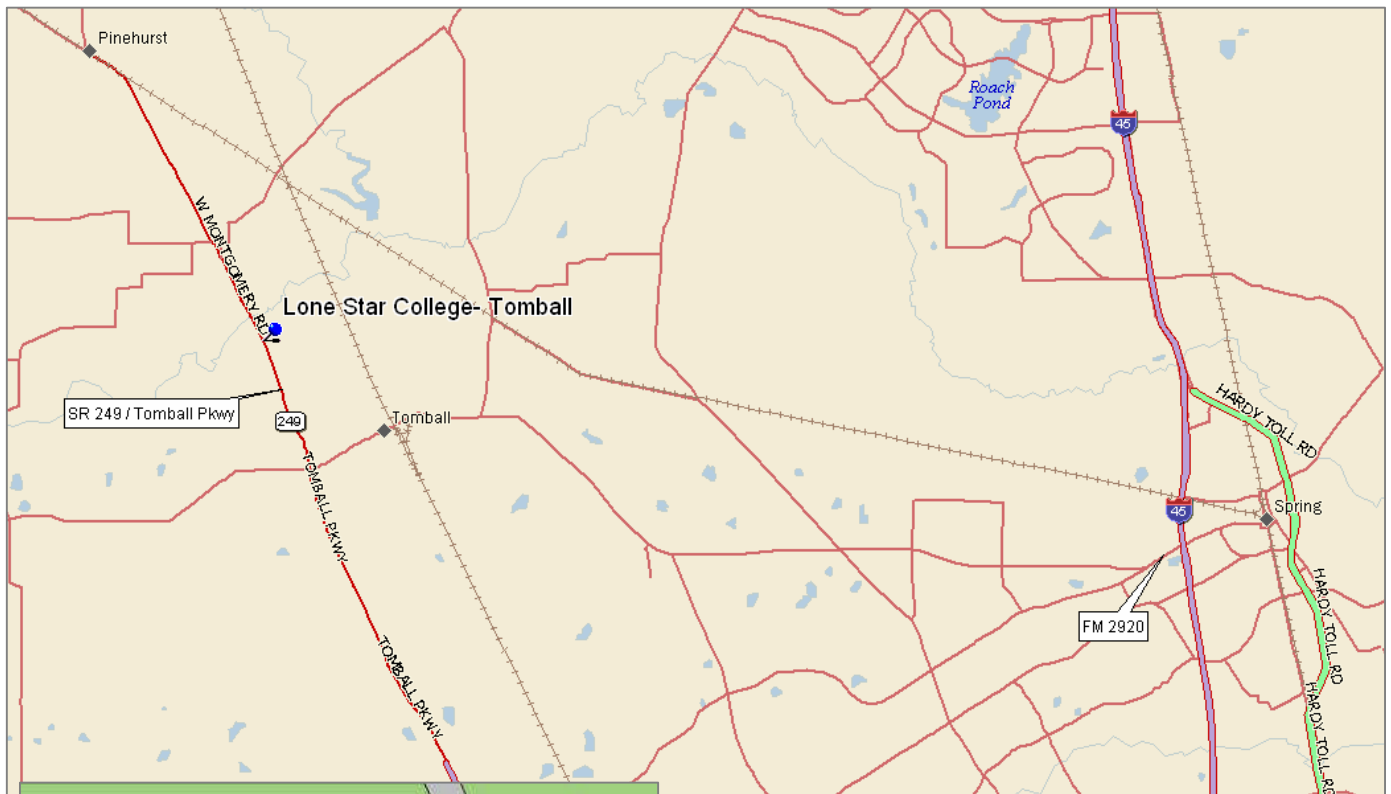 Pinehurst
Roach
Pond
45
W MONTGOMERY RD
Lone Star College- Tomball
SR 249 / Tomball Pkwy
249
Tomball
HARDY TOLL RD
TOMBALL PKWY
45
Spring
FM 2920
HARDY TOLL RD
TOMBALL PKWY
HARDY TOLL RD